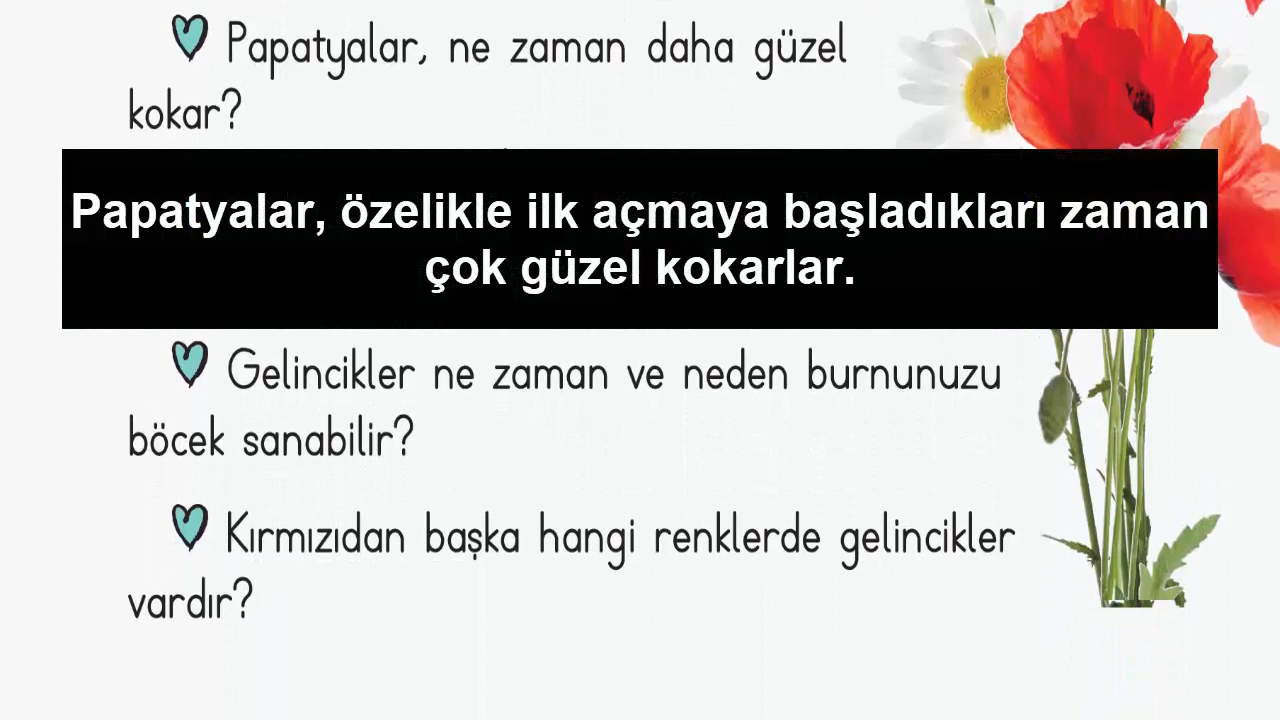 Papatyalar, ne zaman daha güzel
kokar?
Papatyalar, özelikle ilk açmaya başladıkları zaman
çok güzel kokarlar.
Gelincikler ne zaman ve neden burnunuzu
böcek sanabilir?
Kırmızıdan başka hangi renklerde gelincikler
vardır?